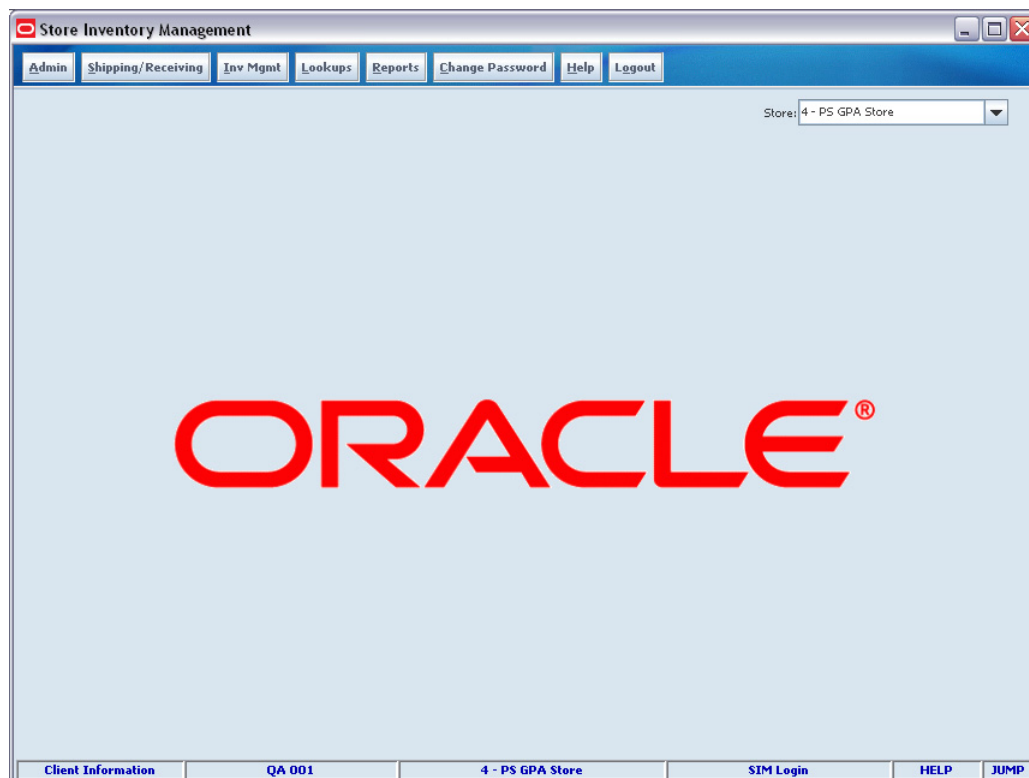 Store Inventory Management
Admin Shipping/Receiving Inv Mgmt Lookups Reports Change Password Help Logout
Store: 4 - PS GPA Store
ORACLE®
Client Information QA 001 4 - PS GPA Store SIM Login HELP JUMP